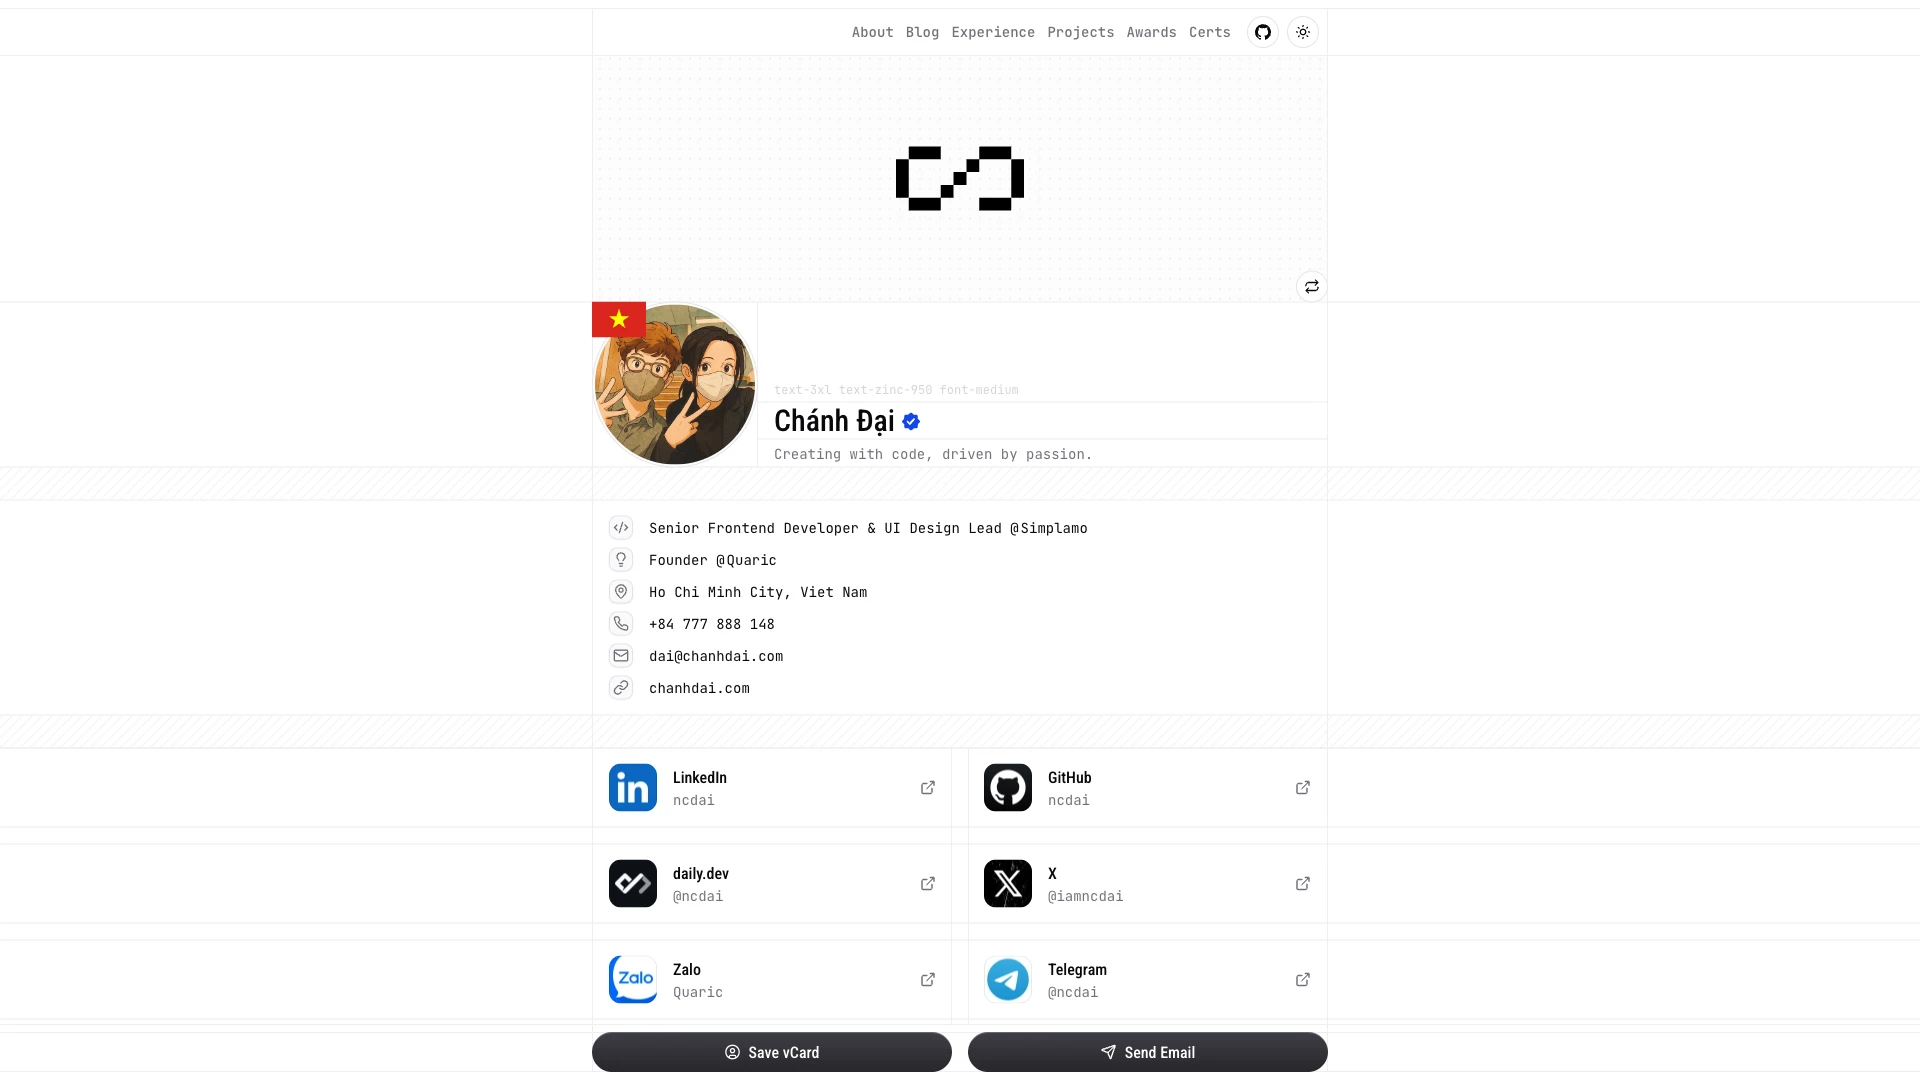 About Blog Experience Projects Awards Certs
text-3xl text-zinc-950 font-medium
Chánh Đại
Creating with code, driven by passion.
Senior Frontend Developer & UI Design Lead @Simplamo
Founder @Quaric
Ho Chi Minh City, Viet Nam
+84 777 888 148
dai@chanhdai.com
chanhdai.com
in
LinkedIn
ncdai
GitHub
ncdai
daily.dev
@ncdai
X
@iamncdai
Zalo
Zalo
Quaric
Telegram
@ncdai
Save vCard
Send Email